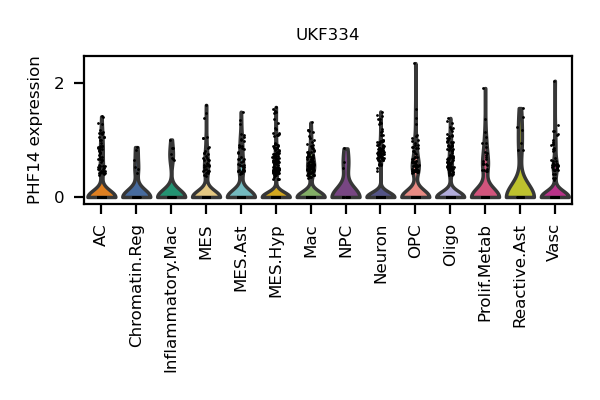 UKF334
PHF14 expression
2
0
AC
Chromatin.Reg
Inflammatory.Mac
MES
MES.Ast
MES.Hyp
Mac
NPC
Neuron
OPC
Oligo
Prolif.Metab
Reactive.Ast
Vasc